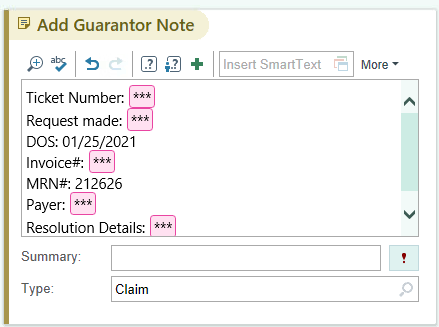 Add Guarantor Note
abc .? .? Insert SmartText More
Ticket Number: ***
Request made: ***
DOS: 01/25/2021
Invoice#: ***
MRN#: 212626
Payer: ***
Resolution Details: ***
Summary: !
Type: Claim